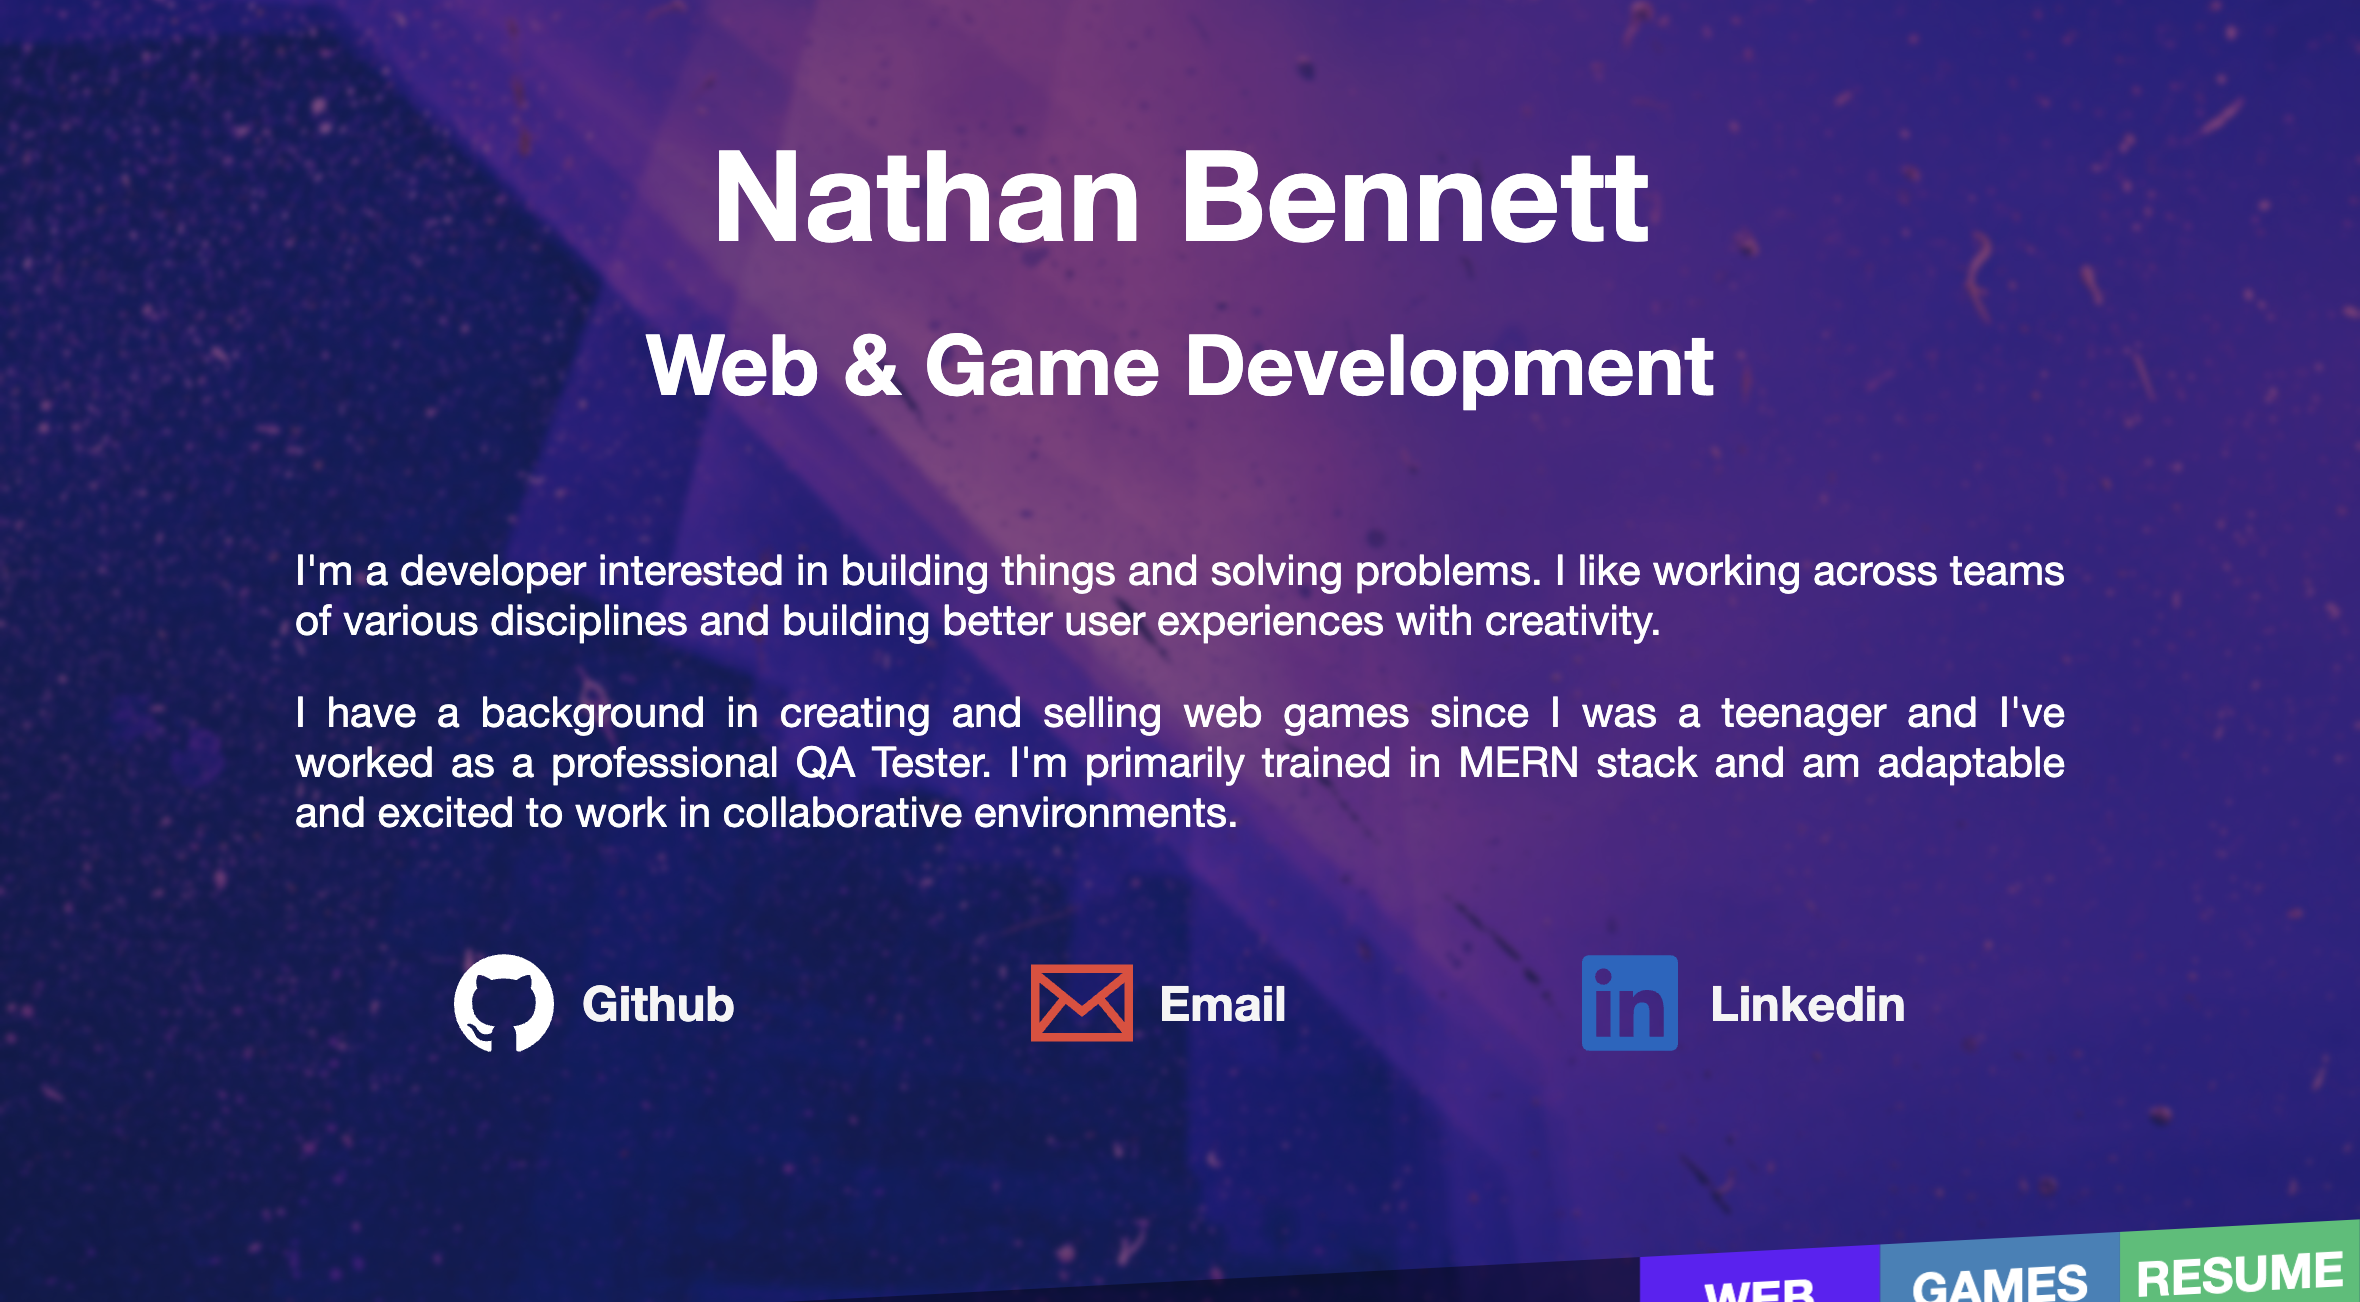 Nathan Bennett
Web & Game Development
I'm a developer interested in building things and solving problems. I like working across teams
of various disciplines and building better user experiences with creativity.
I have a background in creating and selling web games since I was a teenager and I've
worked as a professional QA Tester. I'm primarily trained in MERN stack and am adaptable
and excited to work in collaborative environments.
Github
Email
in
Linkedin
WEB
GAMES
RESUME